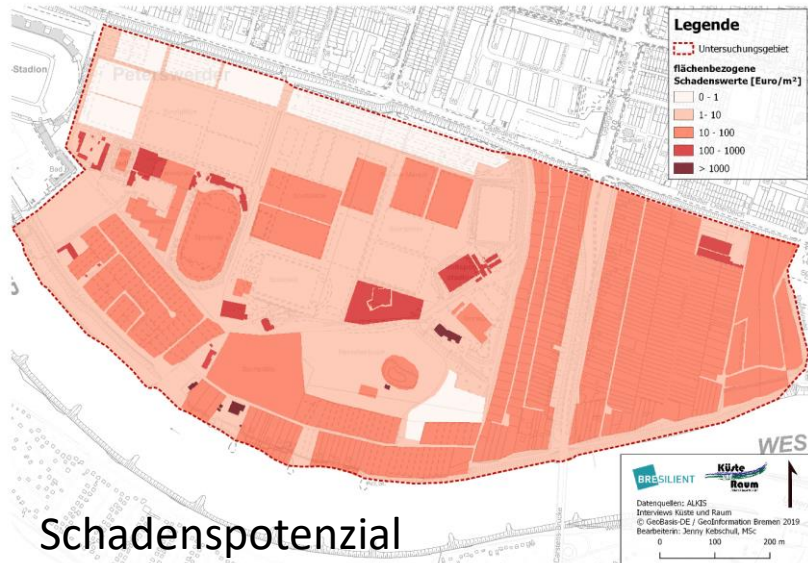 Legende
Untersuchungsgebiet
flächenbezogene
Schadenswerte [Euro/m²]
0 - 1
1- 10
10 - 100
100 - 1000
> 1000
-Stadion
Peterswerder
Bad
WES
BRESILIENT
Küste
Raum
Datenquellen: ALKIS
Interviews Küste und Raum
© GeoBasis-DE / GeoInformation Bremen 2019
Bearbeiterin: Jenny Kebschull, MSc
0 100 200 m
Schadenspotenzial